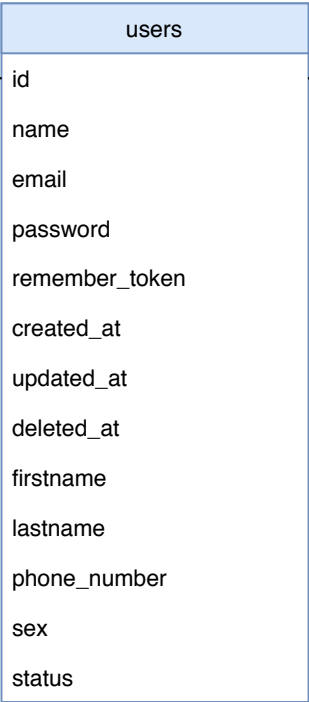 users
id
name
email
password
remember_token
created_at
updated_at
deleted_at
firstname
lastname
phone_number
sex
status